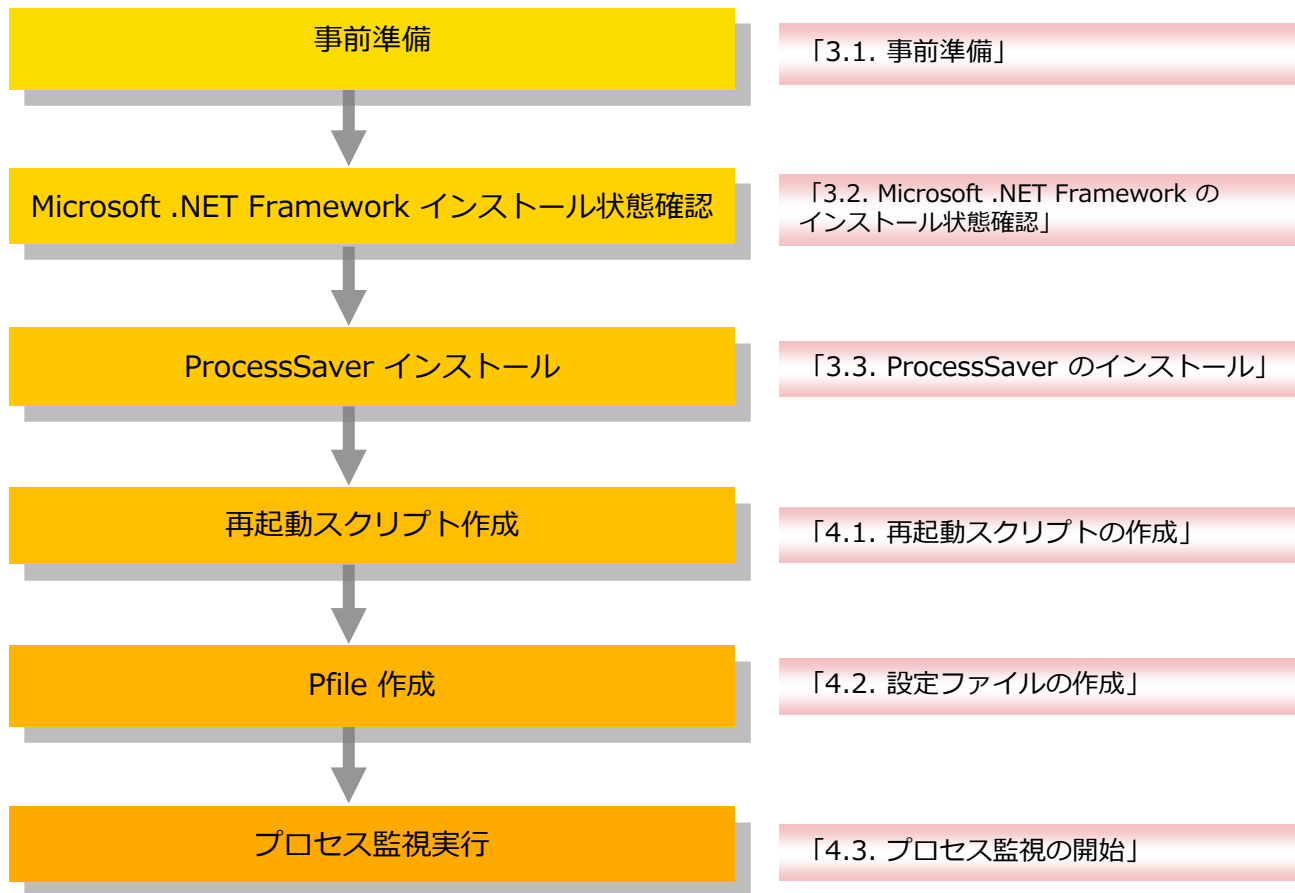 事前準備
「3.1. 事前準備」
Microsoft .NET Framework インストール状態確認
「3.2. Microsoft .NET Framework の
インストール状態確認」
ProcessSaver インストール
「3.3. ProcessSaver のインストール」
再起動スクリプト作成
「4.1. 再起動スクリプトの作成」
Pfile 作成
「4.2. 設定ファイルの作成」
プロセス監視実行
「4.3. プロセス監視の開始」